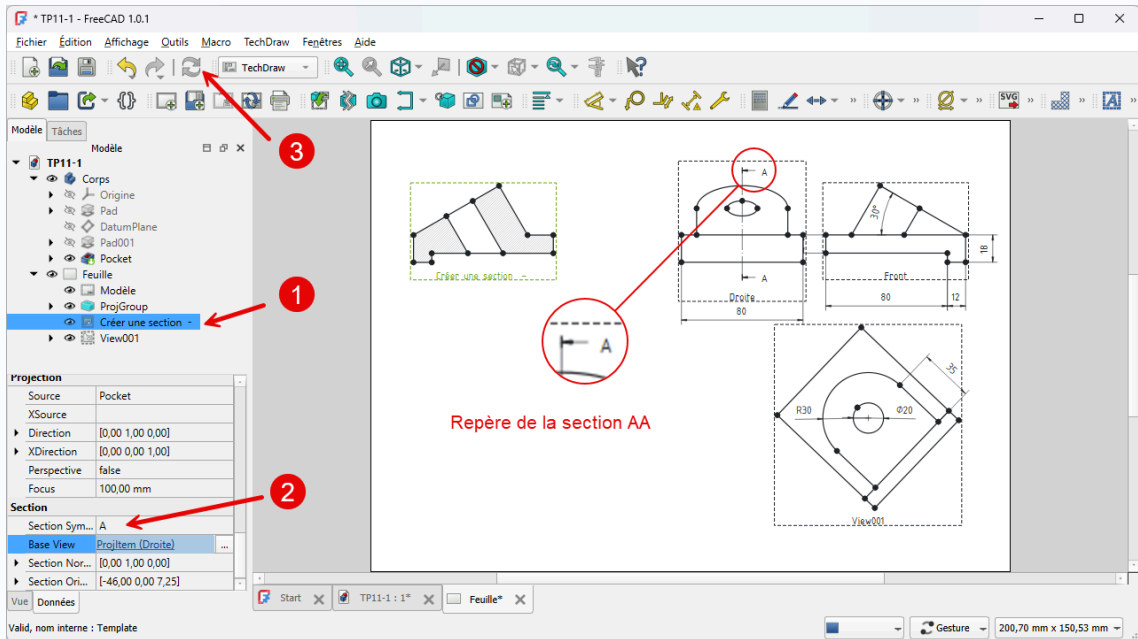 * TP11-1 - FreeCAD 1.0.1
Fichier Édition Affichage Outils Macro TechDraw Fenêtres Aide
TechDraw
SVG
A
3
Modèle Tâches
Modèle
TP11-1
Corps
Origine
Pad
DatumPlane
Pad001
Pocket
Feuille
Modèle
ProjGroup
Créer une section -
View001
1
Projection
Source Pocket
XSource
Direction [0,00 1,00 0,00]
XDirection [0,00 0,00 1,00]
Perspective false
Focus 100,00 mm
Section
Section Sym... A
Base View ProjItem (Droite) ...
Section Nor... [0,00 1,00 0,00]
Section Ori... [-46,00 0,00 7,25]
2
Vue Données
Créer une section -
A
A
Droite
80
30°
18
Front
80
12
A
Repère de la section AA
35
R30
Φ20
View001
Start TP11-1 : 1* Feuille*
Valid, nom interne : Template
Gesture
200,70 mm x 150,53 mm